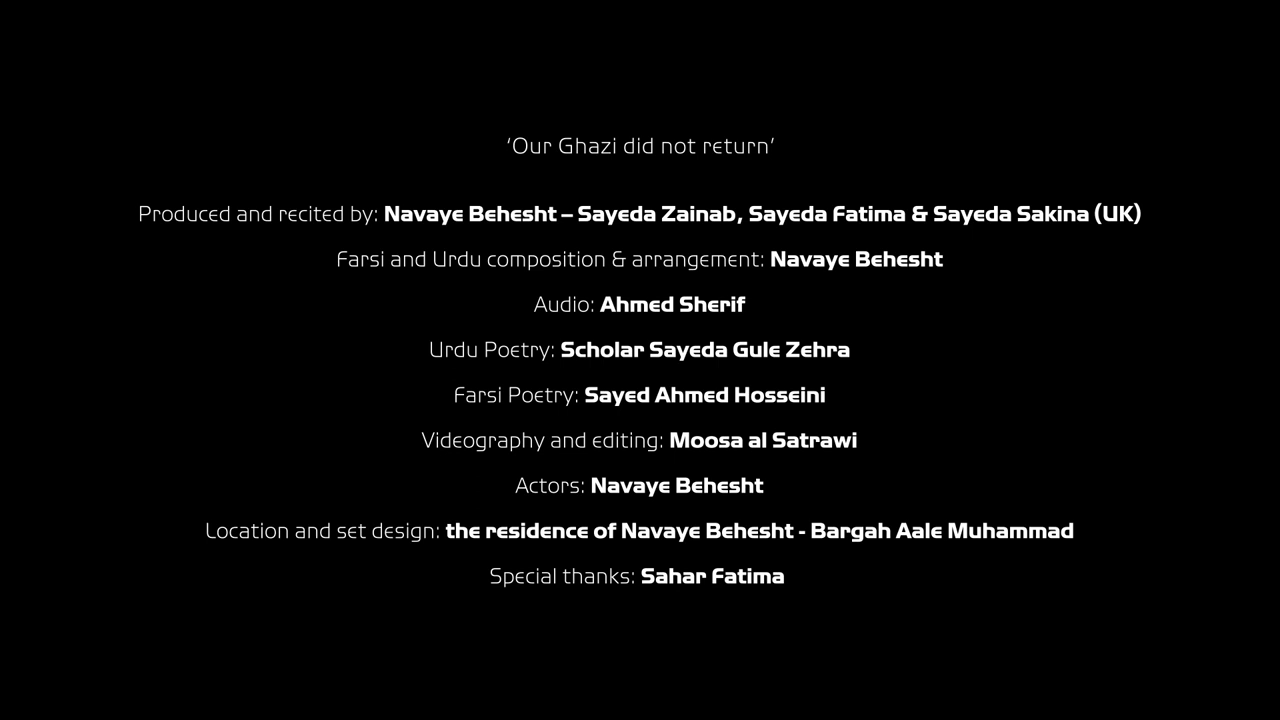 ‘Our Ghazi did not return’
Produced and recited by: Navaye Behesht – Sayeda Zainab, Sayeda Fatima & Sayeda Sakina (UK)
Farsi and Urdu composition & arrangement: Navaye Behesht
Audio: Ahmed Sherif
Urdu Poetry: Scholar Sayeda Gule Zehra
Farsi Poetry: Sayed Ahmed Hosseini
Videography and editing: Moosa al Satrawi
Actors: Navaye Behesht
Location and set design: the residence of Navaye Behesht - Bargah Aale Muhammad
Special thanks: Sahar Fatima